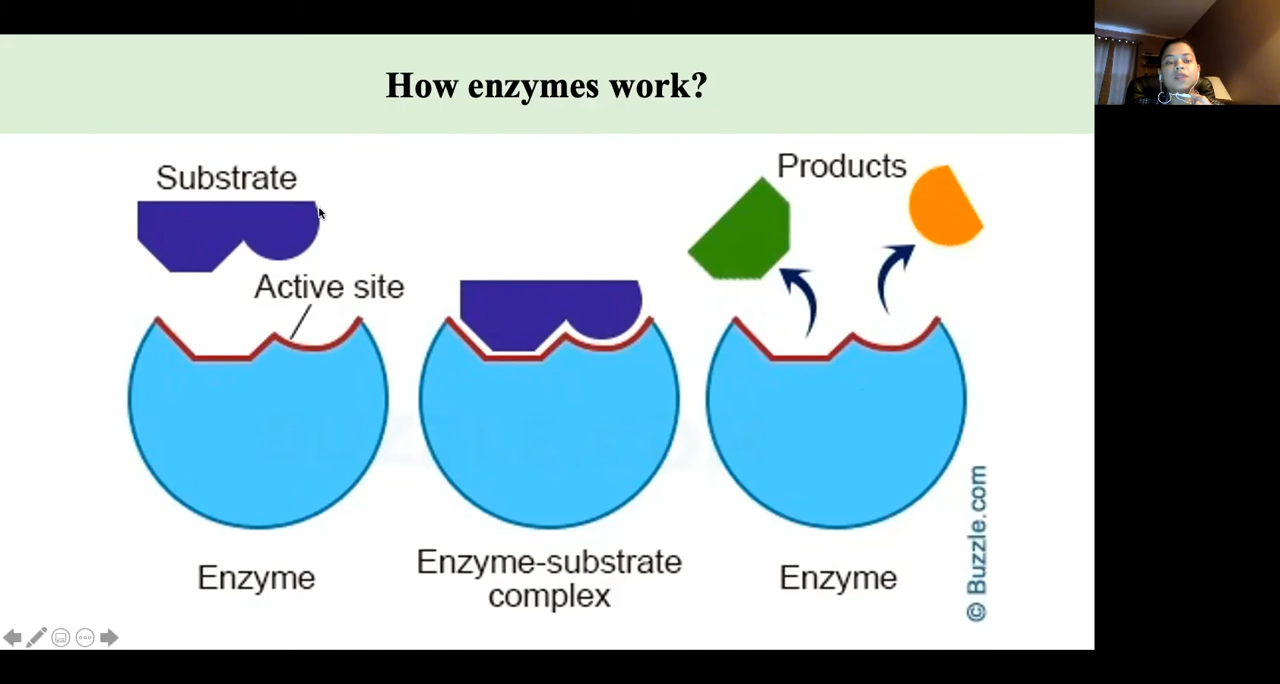 How enzymes work?
Substrate
Products
Active site
Enzyme
Enzyme-substrate
complex
Enzyme
© Buzzle.com